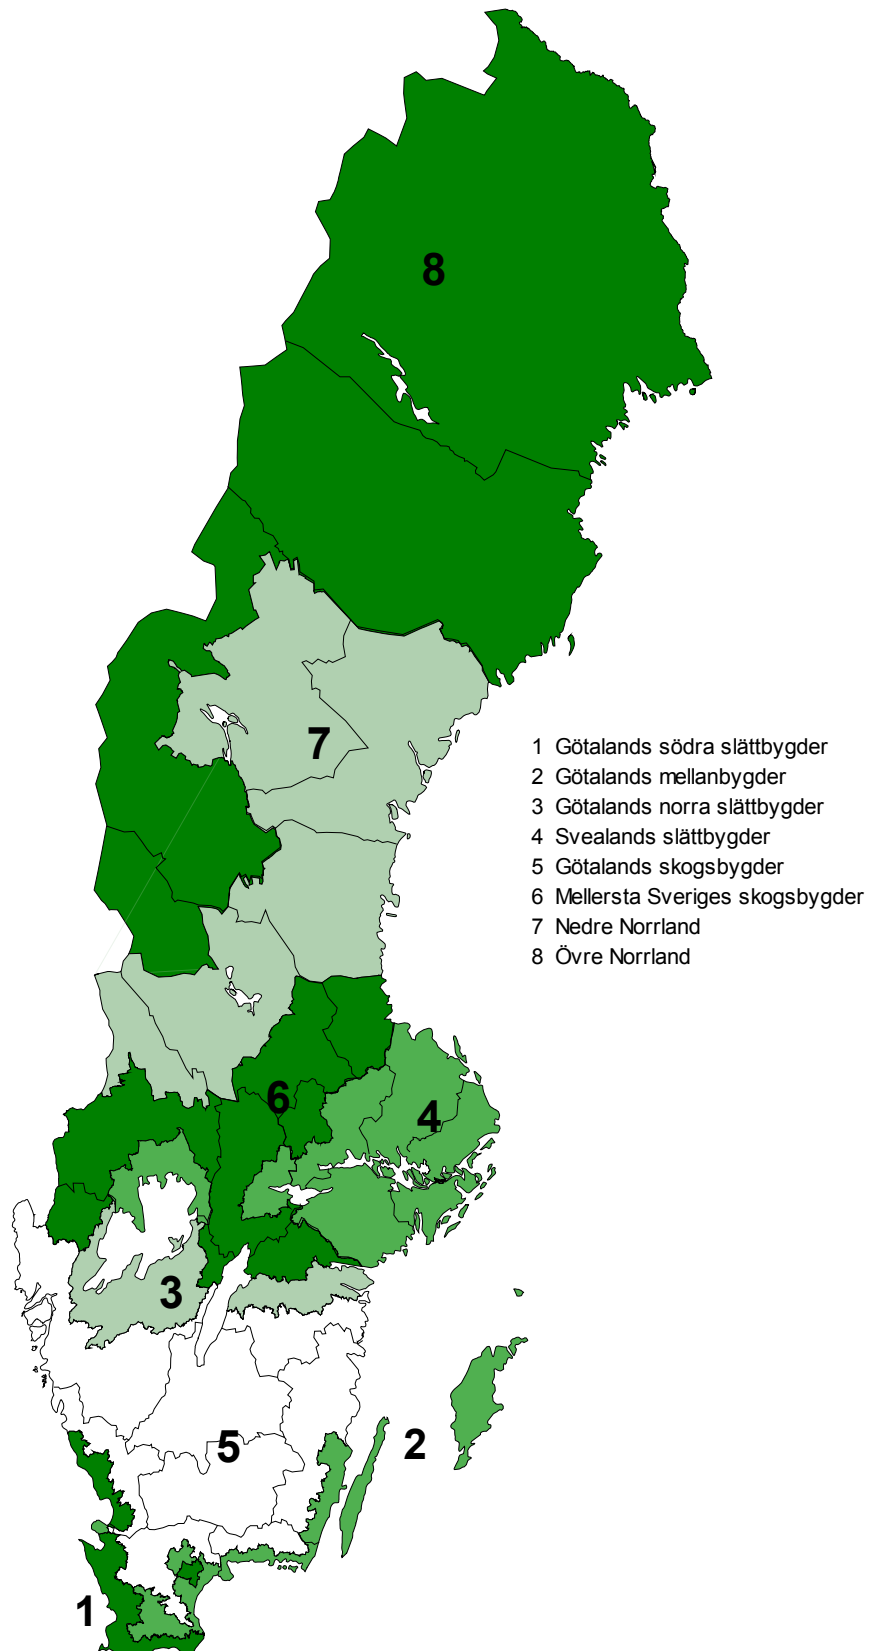 8
7
1 Götalands södra slättbygder
2 Götalands mellanbygder
3 Götalands norra slättbygder
4 Svealands slättbygder
5 Götalands skogsbygder
6 Mellersta Sveriges skogsbygder
7 Nedre Norrland
8 Övre Norrland
6
4
3
2
5
1